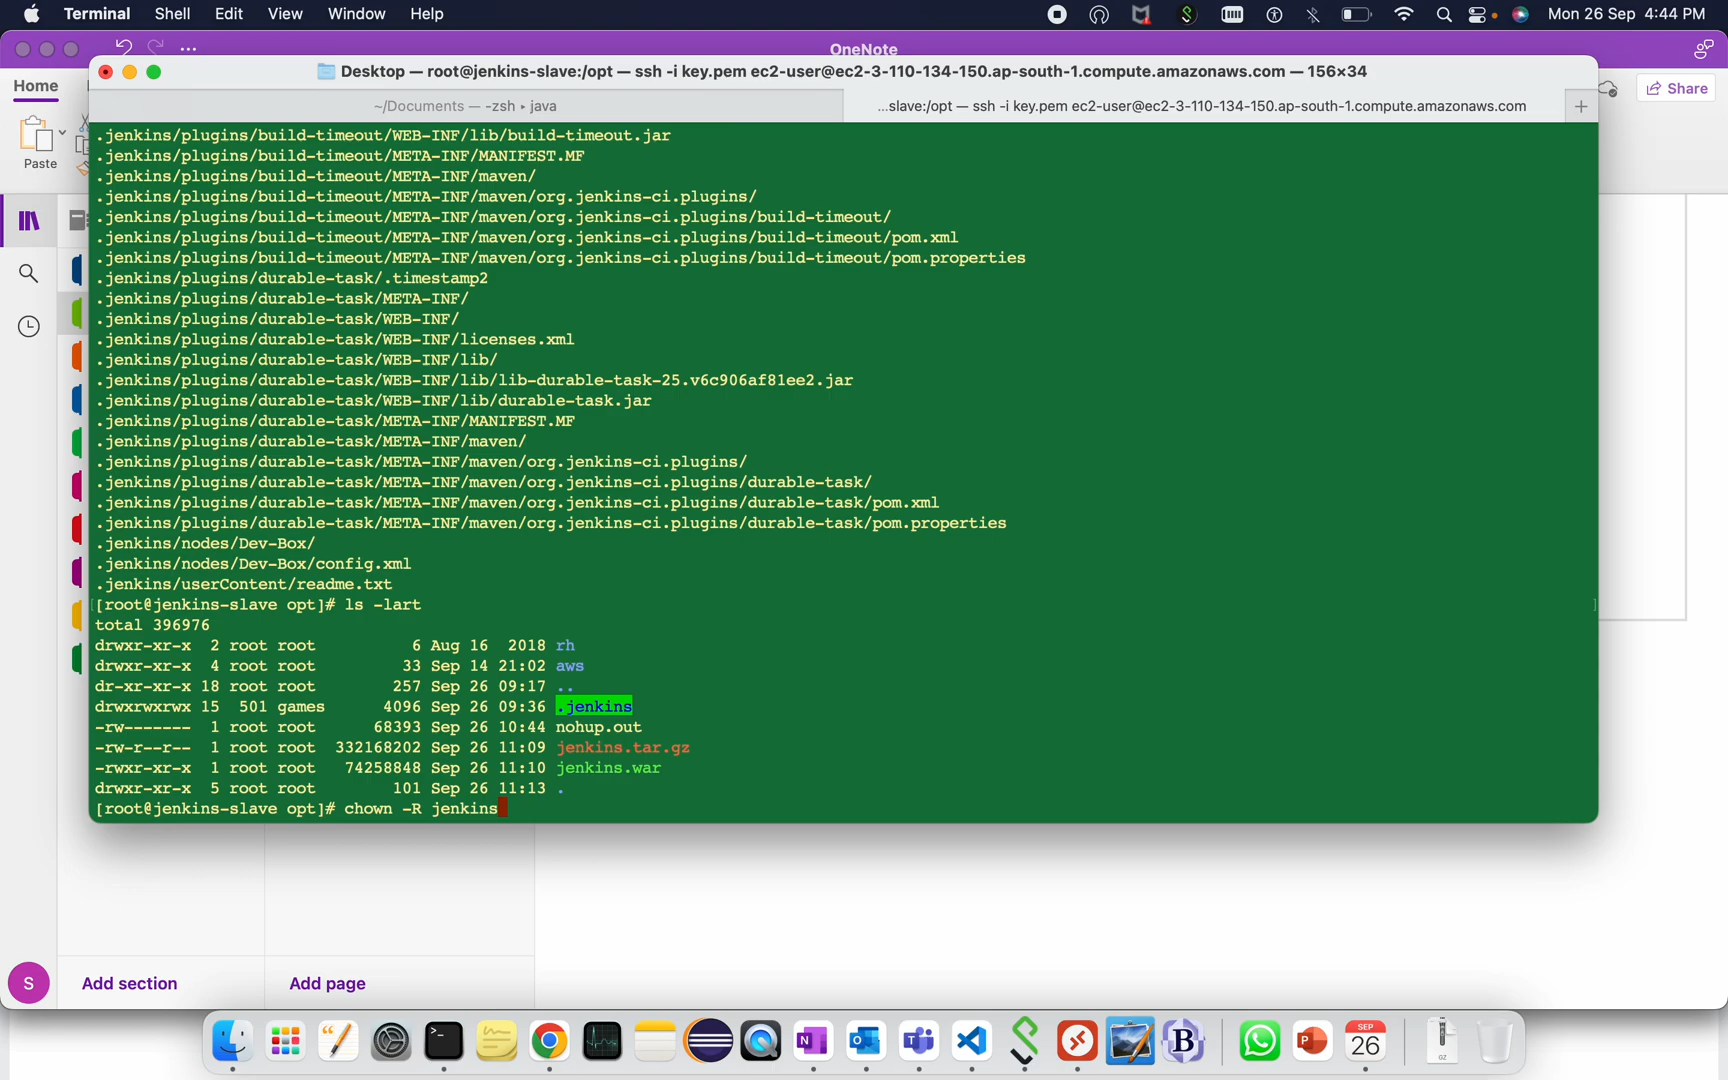 Terminal Shell Edit View Window Help Mon 26 Sep 4:44 PM
OneNote
Desktop — root@jenkins-slave:/opt — ssh -i key.pem ec2-user@ec2-3-110-134-150.ap-south-1.compute.amazonaws.com — 156×34
Home
Share
~/Documents — -zsh ▸ java
...slave:/opt — ssh -i key.pem ec2-user@ec2-3-110-134-150.ap-south-1.compute.amazonaws.com
Paste
.jenkins/plugins/build-timeout/WEB-INF/lib/build-timeout.jar
.jenkins/plugins/build-timeout/META-INF/MANIFEST.MF
.jenkins/plugins/build-timeout/META-INF/maven/
.jenkins/plugins/build-timeout/META-INF/maven/org.jenkins-ci.plugins/
.jenkins/plugins/build-timeout/META-INF/maven/org.jenkins-ci.plugins/build-timeout/
.jenkins/plugins/build-timeout/META-INF/maven/org.jenkins-ci.plugins/build-timeout/pom.xml
.jenkins/plugins/build-timeout/META-INF/maven/org.jenkins-ci.plugins/build-timeout/pom.properties
.jenkins/plugins/durable-task/.timestamp2
.jenkins/plugins/durable-task/META-INF/
.jenkins/plugins/durable-task/WEB-INF/
.jenkins/plugins/durable-task/WEB-INF/licenses.xml
.jenkins/plugins/durable-task/WEB-INF/lib/
.jenkins/plugins/durable-task/WEB-INF/lib/lib-durable-task-25.v6c906af81ee2.jar
.jenkins/plugins/durable-task/WEB-INF/lib/durable-task.jar
.jenkins/plugins/durable-task/META-INF/MANIFEST.MF
.jenkins/plugins/durable-task/META-INF/maven/
.jenkins/plugins/durable-task/META-INF/maven/org.jenkins-ci.plugins/
.jenkins/plugins/durable-task/META-INF/maven/org.jenkins-ci.plugins/durable-task/
.jenkins/plugins/durable-task/META-INF/maven/org.jenkins-ci.plugins/durable-task/pom.xml
.jenkins/plugins/durable-task/META-INF/maven/org.jenkins-ci.plugins/durable-task/pom.properties
.jenkins/nodes/Dev-Box/
.jenkins/nodes/Dev-Box/config.xml
.jenkins/userContent/readme.txt
[[root@jenkins-slave opt]# ls -lart ]
total 396976
drwxr-xr-x 2 root root 6 Aug 16 2018 rh
drwxr-xr-x 4 root root 33 Sep 14 21:02 aws
dr-xr-xr-x 18 root root 257 Sep 26 09:17 ..
drwxrwxrwx 15 501 games 4096 Sep 26 09:36 .jenkins
-rw------- 1 root root 68393 Sep 26 10:44 nohup.out
-rw-r--r-- 1 root root 332168202 Sep 26 11:09 jenkins.tar.gz
-rwxr-xr-x 1 root root 74258848 Sep 26 11:10 jenkins.war
drwxr-xr-x 5 root root 101 Sep 26 11:13 .
[root@jenkins-slave opt]# chown -R jenkins
S
Add section
Add page
SEP
26
GZ